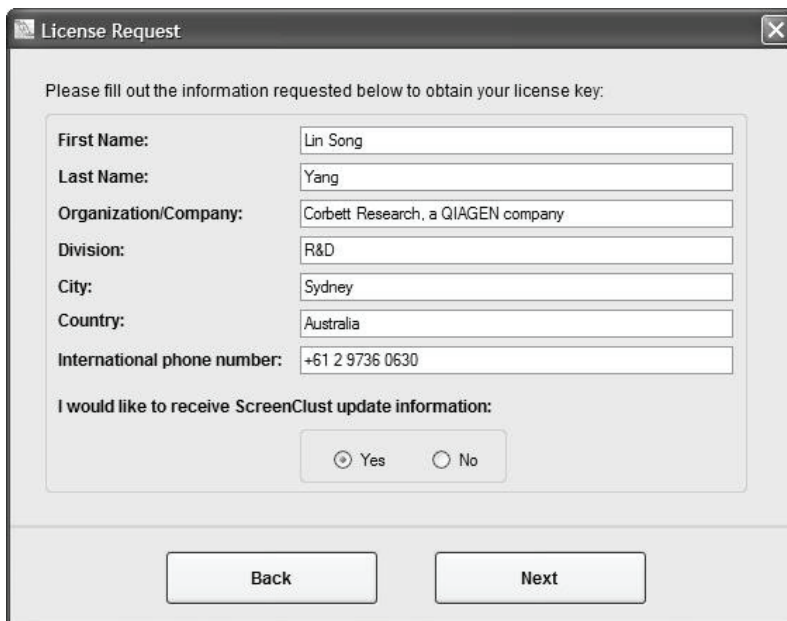 License Request
Please fill out the information requested below to obtain your license key:
First Name: Lin Song
Last Name: Yang
Organization/Company: Corbett Research, a QIAGEN company
Division: R&D
City: Sydney
Country: Australia
International phone number: +61 2 9736 0630
I would like to receive ScreenClust update information:
Yes No
Back Next